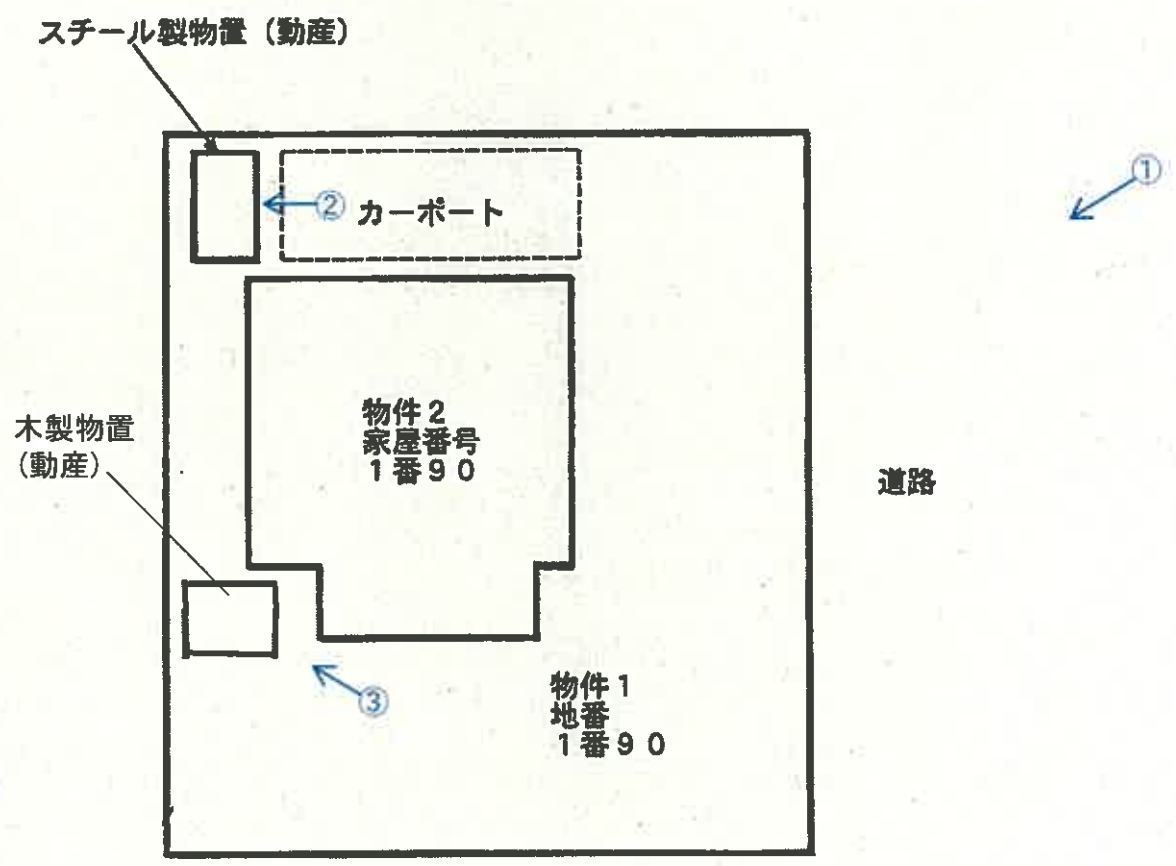 スチール製物置（動産）
①
②
カーポート
物件２
家屋番号
１番９０
木製物置
(動産)
道路
③
物件１
地番
１番９０